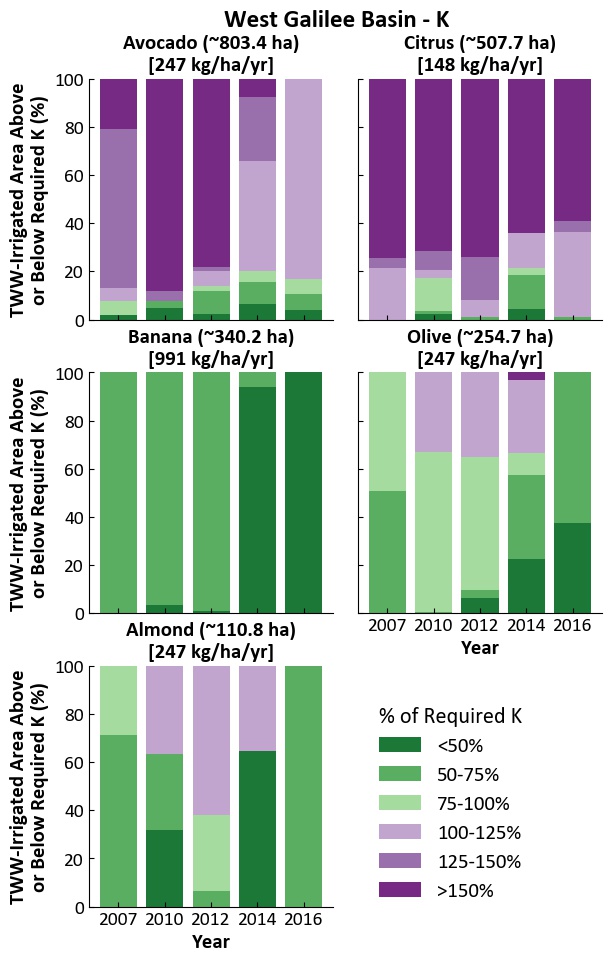 West Galilee Basin - K
Avocado (~803.4 ha)
[247 kg/ha/yr]
Citrus (~507.7 ha)
[148 kg/ha/yr]
TWW-Irrigated Area Above
or Below Required K (%)
100
80
60
40
20
0
Banana (~340.2 ha)
[991 kg/ha/yr]
Olive (~254.7 ha)
[247 kg/ha/yr]
TWW-Irrigated Area Above
or Below Required K (%)
100
80
60
40
20
0
2007 2010 2012 2014 2016
Year
Almond (~110.8 ha)
[247 kg/ha/yr]
TWW-Irrigated Area Above
or Below Required K (%)
100
80
60
40
20
0
2007 2010 2012 2014 2016
Year
% of Required K
<50%
50-75%
75-100%
100-125%
125-150%
>150%